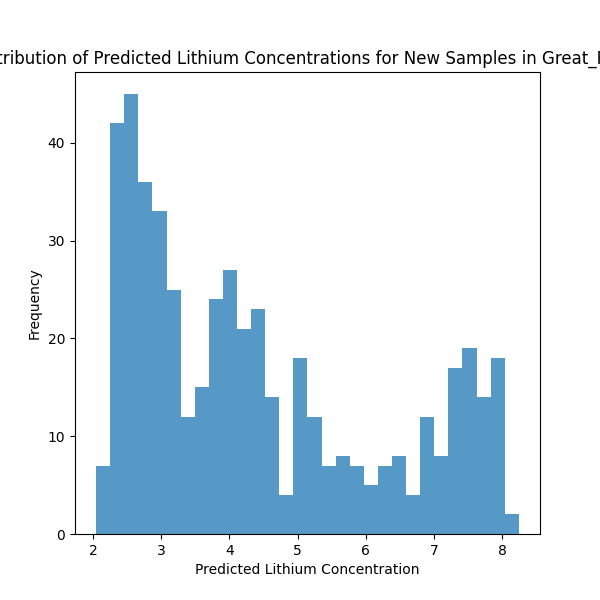 tribution of Predicted Lithium Concentrations for New Samples in Great_
Frequency
40
30
20
10
0
2 3 4 5 6 7 8
Predicted Lithium Concentration